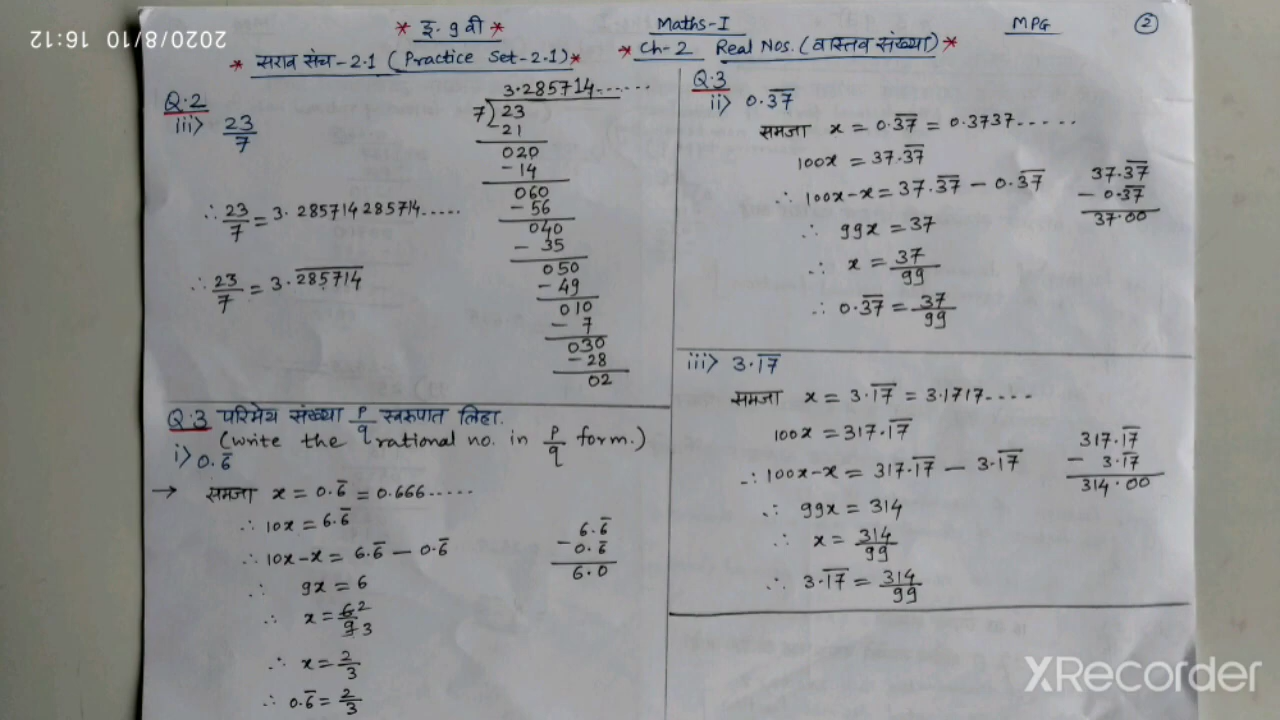 16:12 2020/8/10
* इ. ९ वी * Maths-I MPG ②
* सराव संच-2.1 (Practice Set-2.1)* * Ch-2 Real Nos. (वास्तव संख्या)*
Q.2
iii> 23/7
3.285714......
7)23
21
020
-14
060
- 56
040
- 35
050
- 49
010
- 7
030
-28
02
∴ 23/7 = 3.285714285714.....
∴ 23/7 = 3.2̅8̅5̅7̅1̅4̅
Q.3 परिमेय संख्या p/q स्वरूपात लिहा.
(write the rational no. in p/q form.)
i> 0.6̅
→ समजा x = 0.6̅ = 0.666.....
∴ 10x = 6.6̅
∴ 10x-x = 6.6̅ - 0.6̅
6.6̅
- 0.6̅
6.0
∴ 9x = 6
∴ x = 6/9 2 3
∴ x = 2/3
∴ 0.6̅ = 2/3
Q.3
ii> 0.3̅7̅
समजा x = 0.3̅7̅ = 0.3737.....
100x = 37.3̅7̅
∴ 100x-x = 37.3̅7̅ - 0.3̅7̅
37.3̅7̅
- 0.3̅7̅
37.00
∴ 99x = 37
∴ x = 37/99
∴ 0.3̅7̅ = 37/99
iii> 3.1̅7̅
समजा x = 3.1̅7̅ = 3.1717....
100x = 317.1̅7̅
∴ 100x-x = 317.1̅7̅ - 3.1̅7̅
317.1̅7̅
- 3.1̅7̅
314.00
∴ 99x = 314
∴ x = 314/99
∴ 3.1̅7̅ = 314/99
XRecorder